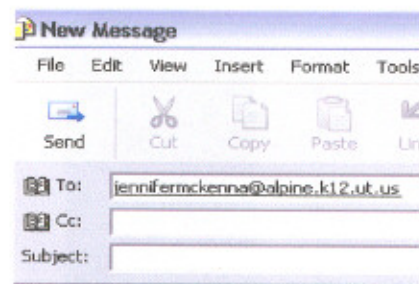 New Message
File Edit View Insert Format Tools
Send Cut Copy Paste
To: jennifermckenna@alpine.k12.ut.us
Cc:
Subject: